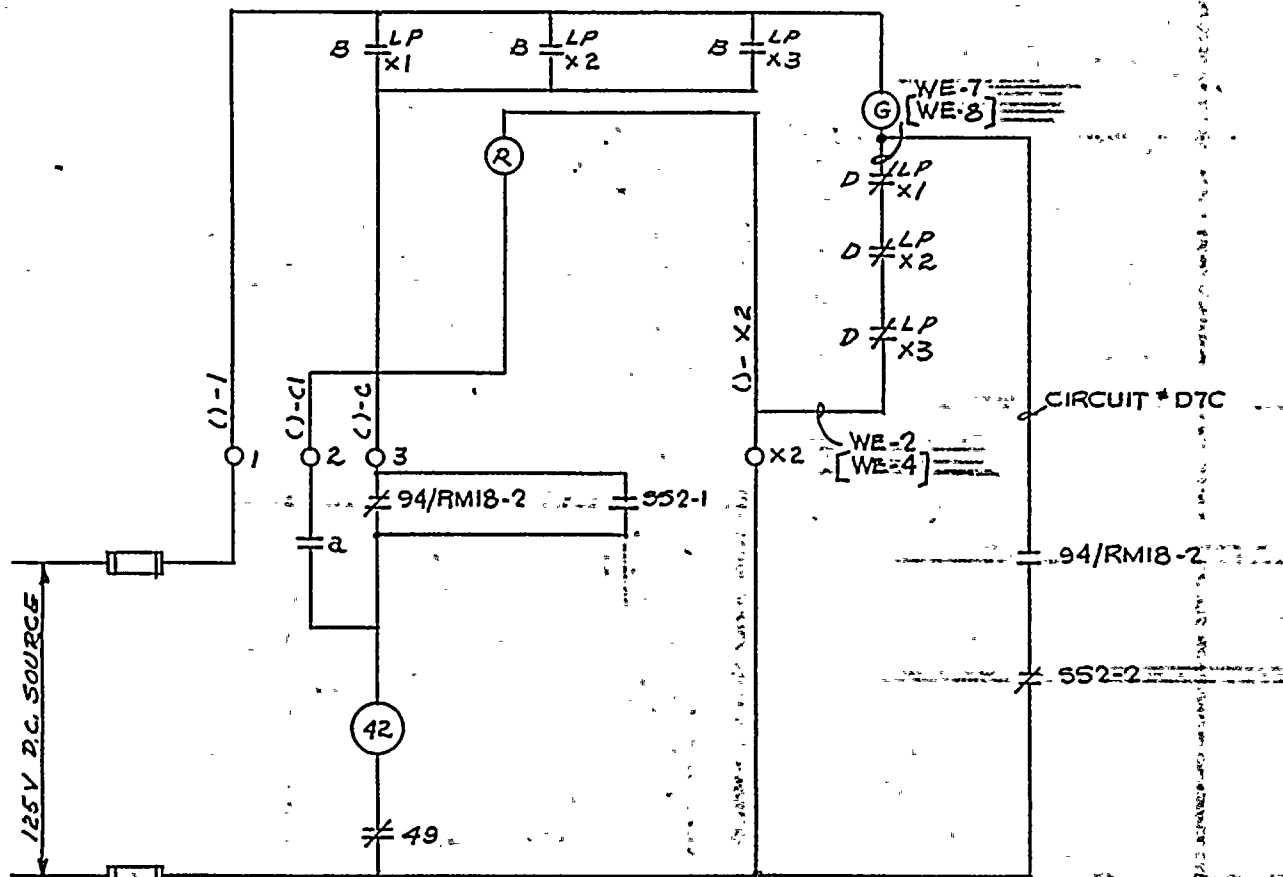 B LP X1
B LP X2
B LP X3
G
WE-7
[WE-8]
R
D LP X1
D LP X2
D LP X3
()-1
()-C1
()-C
()-X2
CIRCUIT # D7C
WE-2
[WE-4]
1
2
3
X2
94/RM18-2
SS2-1
a
94/RM18-2
SS2-2
125V D.C. SOURCE
42
49